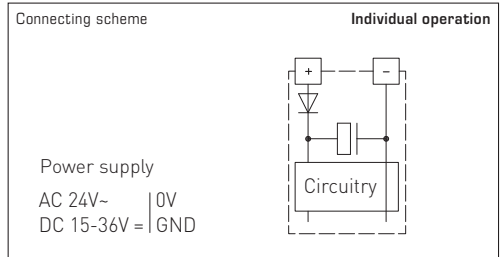 Connecting scheme Individual operation
+ −
Circuitry
Power supply
AC 24V~ 0V
DC 15-36V = GND